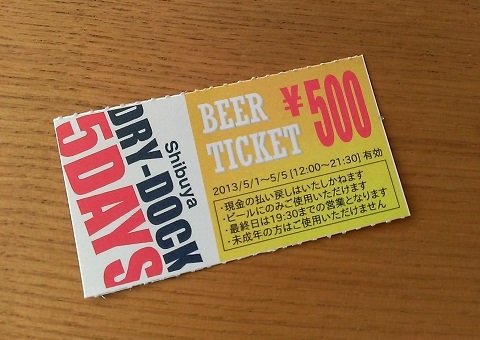 Shibuya
DRY-DOCK
5DAYS
BEER
TICKET
¥500
2013/5/1～5/5 [12:00～21:30] 有効
・現金の払い戻しはいたしかねます
・ビールにのみご使用いただけます
・最終日は19:30までの営業となります
・未成年の方はご使用いただけません